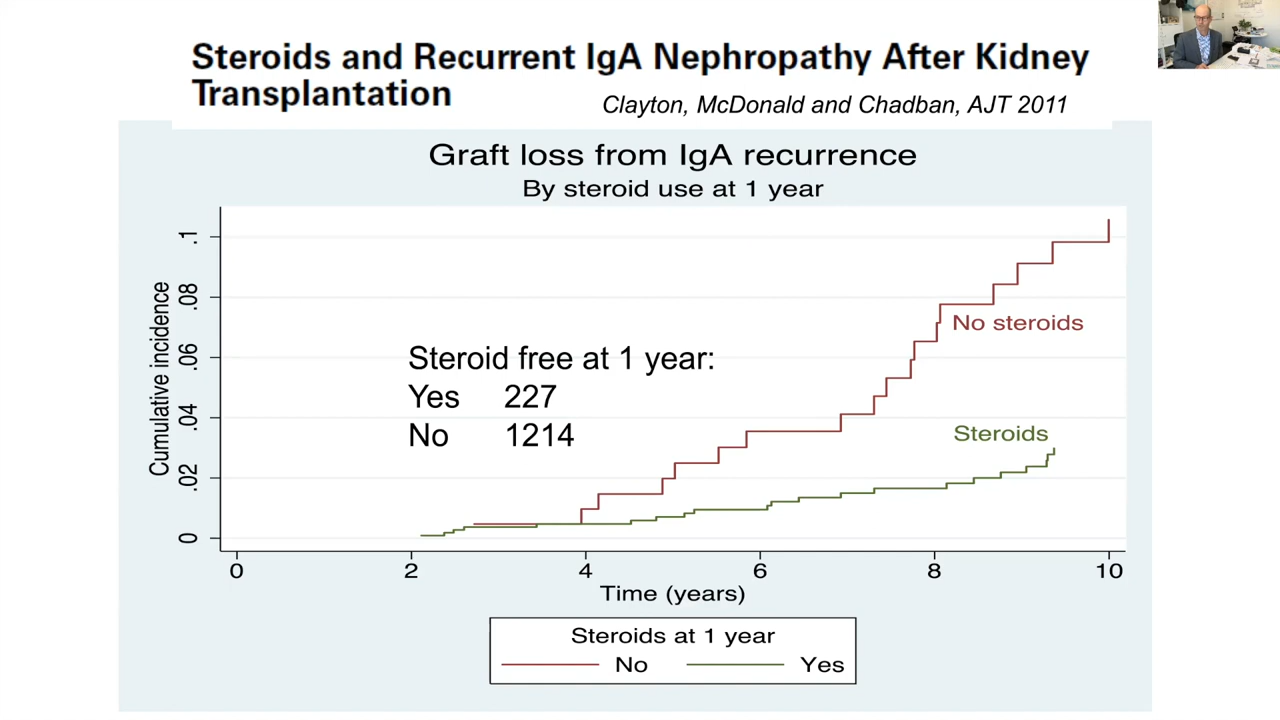 Steroids and Recurrent IgA Nephropathy After Kidney
Transplantation
Clayton, McDonald and Chadban, AJT 2011
Graft loss from IgA recurrence
By steroid use at 1 year
Cumulative incidence
.1
.08
.06
.04
.02
0
No steroids
Steroids
Steroid free at 1 year:
Yes 227
No 1214
0 2 4 6 8 10
Time (years)
Steroids at 1 year
No Yes